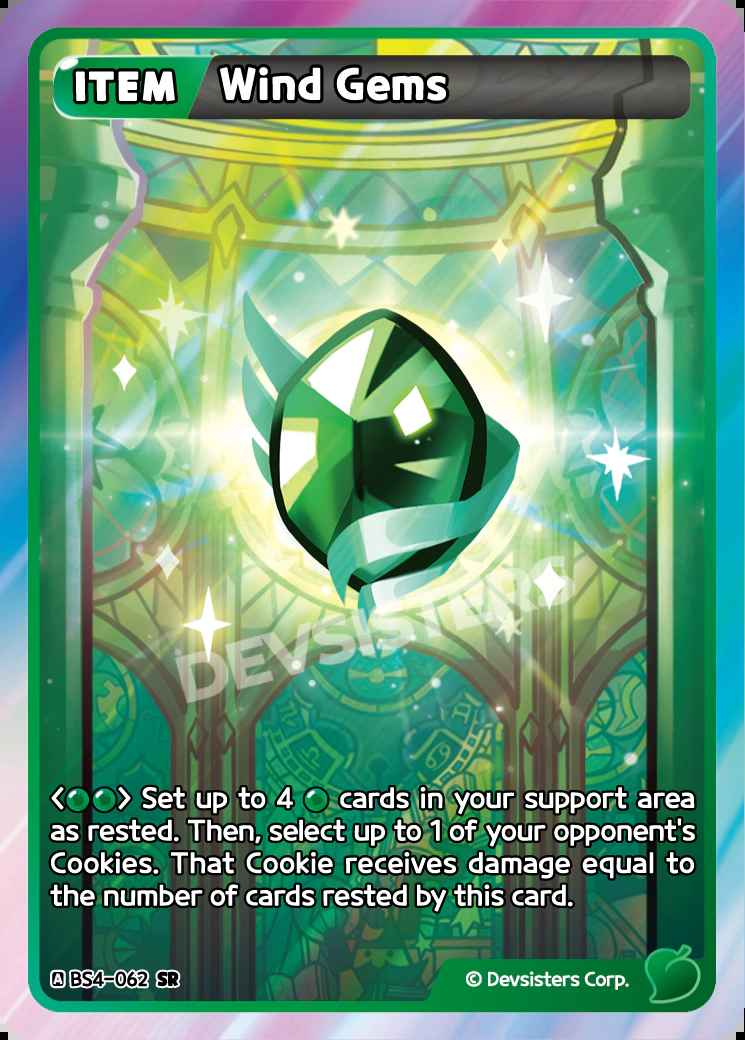 ITEM Wind Gems
DEVSISTERS
< > Set up to 4 cards in your support area
as rested. Then, select up to 1 of your opponent's
Cookies. That Cookie receives damage equal to
the number of cards rested by this card.
A BS4-062 SR © Devsisters Corp.